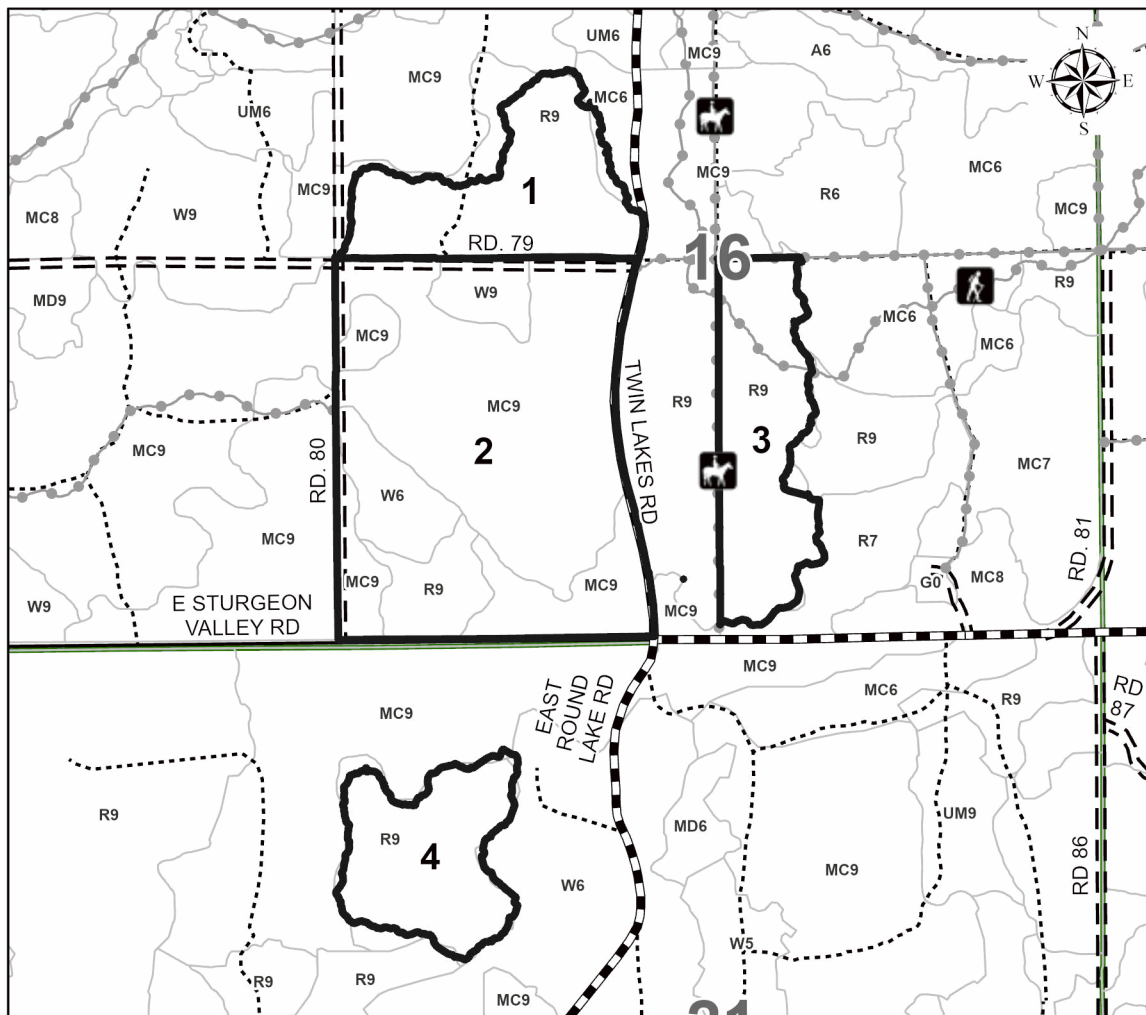 N
W
E
S
UM6
MC9
A6
MC9
MC6
R9
UM6
MC6
MC9
MC9
R6
1
MC8
W9
MC9
RD. 79
16
MD9
W9
R9
MC6
MC9
MC6
R9
R9
MC9
TWIN LAKES RD
3
R9
2
MC9
RD. 80
MC7
W6
MC9
R7
RD. 81
MC9
R9
MC9
G0
MC8
W9
E STURGEON
VALLEY RD
MC9
MC9
MC6
R9
RD
87
MC9
EAST
ROUND
LAKE RD
R9
R9
4
MD6
UM9
MC9
W6
RD 86
W5
R9
R9
MC9